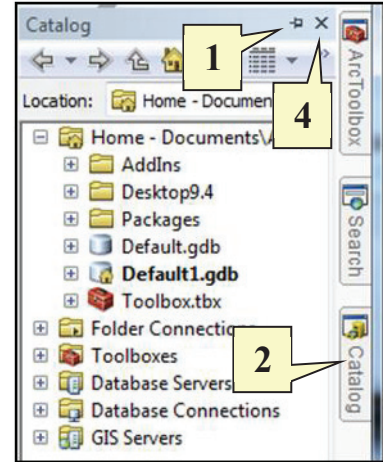 Catalog
1
4
Location: Home - Documen
Home - Documents\A
AddIns
Desktop9.4
Packages
Default.gdb
Default1.gdb
Toolbox.tbx
Folder Connections
Toolboxes
Database Servers
Database Connections
GIS Servers
2
ArcToolbox
Search
Catalog